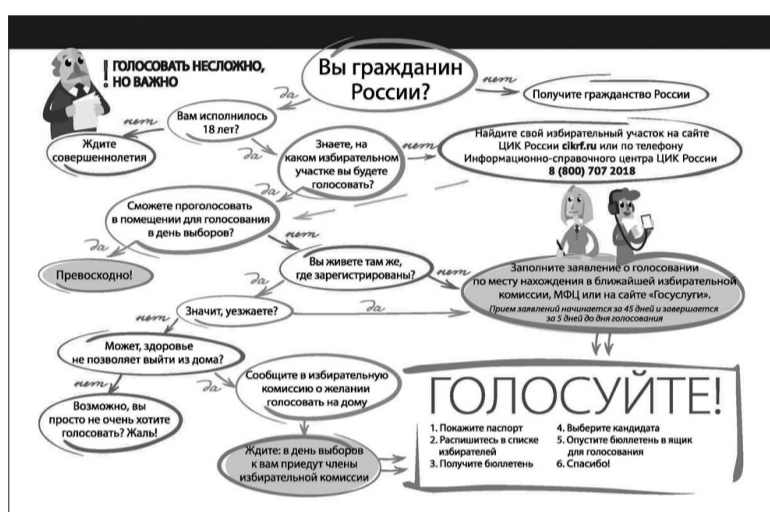 ГОЛОСОВАТЬ НЕСЛОЖНО,
НО ВАЖНО
Вы гражданин
России?
нет
Получите гражданство России
да
Вам исполнилось
18 лет?
нет
Ждите
совершеннолетия
да
Знаете, на
каком избирательном
участке вы будете
голосовать?
нет
Найдите свой избирательный участок на сайте
ЦИК России cikrf.ru или по телефону
Информационно-справочного центра ЦИК России
8 (800) 707 2018
да
Сможете проголосовать
в помещении для голосования
в день выборов?
да
Превосходно!
нет
Вы живете там же,
где зарегистрированы?
нет
Заполните заявление о голосовании
по месту нахождения в ближайшей избирательной
комиссии, МФЦ или на сайте «Госуслуги».
Прием заявлений начинается за 45 дней и завершается
за 5 дней до дня голосования
да
Значит, уезжаете?
да
нет
Может, здоровье
не позволяет выйти из дома?
нет
Возможно, вы
просто не очень хотите
голосовать? Жаль!
да
Сообщите в избирательную
комиссию о желании
голосовать на дому
Ждите: в день выборов
к вам приедут члены
избирательной комиссии
ГОЛОСУЙТЕ!
1. Покажите паспорт
2. Распишитесь в списке
избирателей
3. Получите бюллетень
4. Выберите кандидата
5. Опустите бюллетень в ящик
для голосования
6. Спасибо!